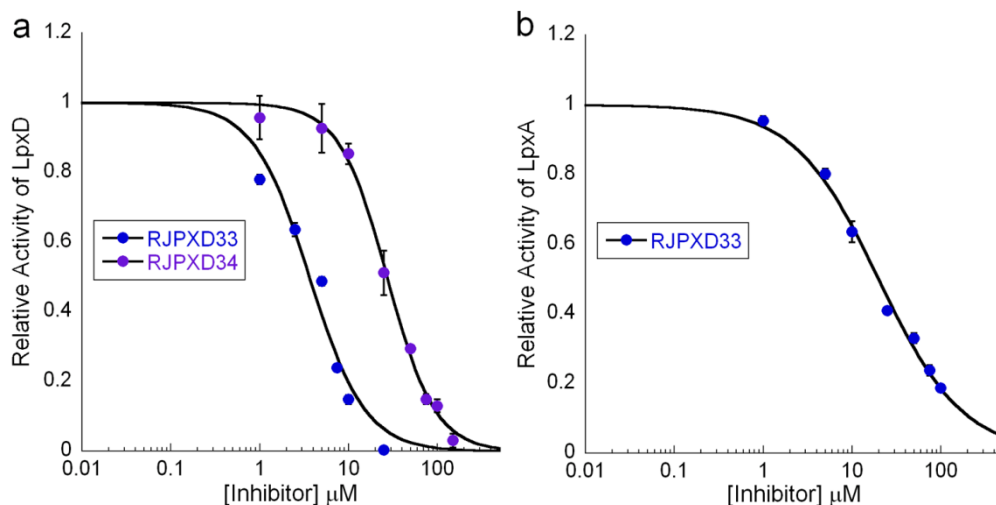 a
1.2
1
0.8
0.6
0.4
0.2
0
Relative Activity of LpxD
RJPXD33
RJPXD34
0.01 0.1 1 10 100
[Inhibitor] μM
b
1.2
1
0.8
0.6
0.4
0.2
0
Relative Activity of LpxA
RJPXD33
0.01 0.1 1 10 100
[Inhibitor] μM